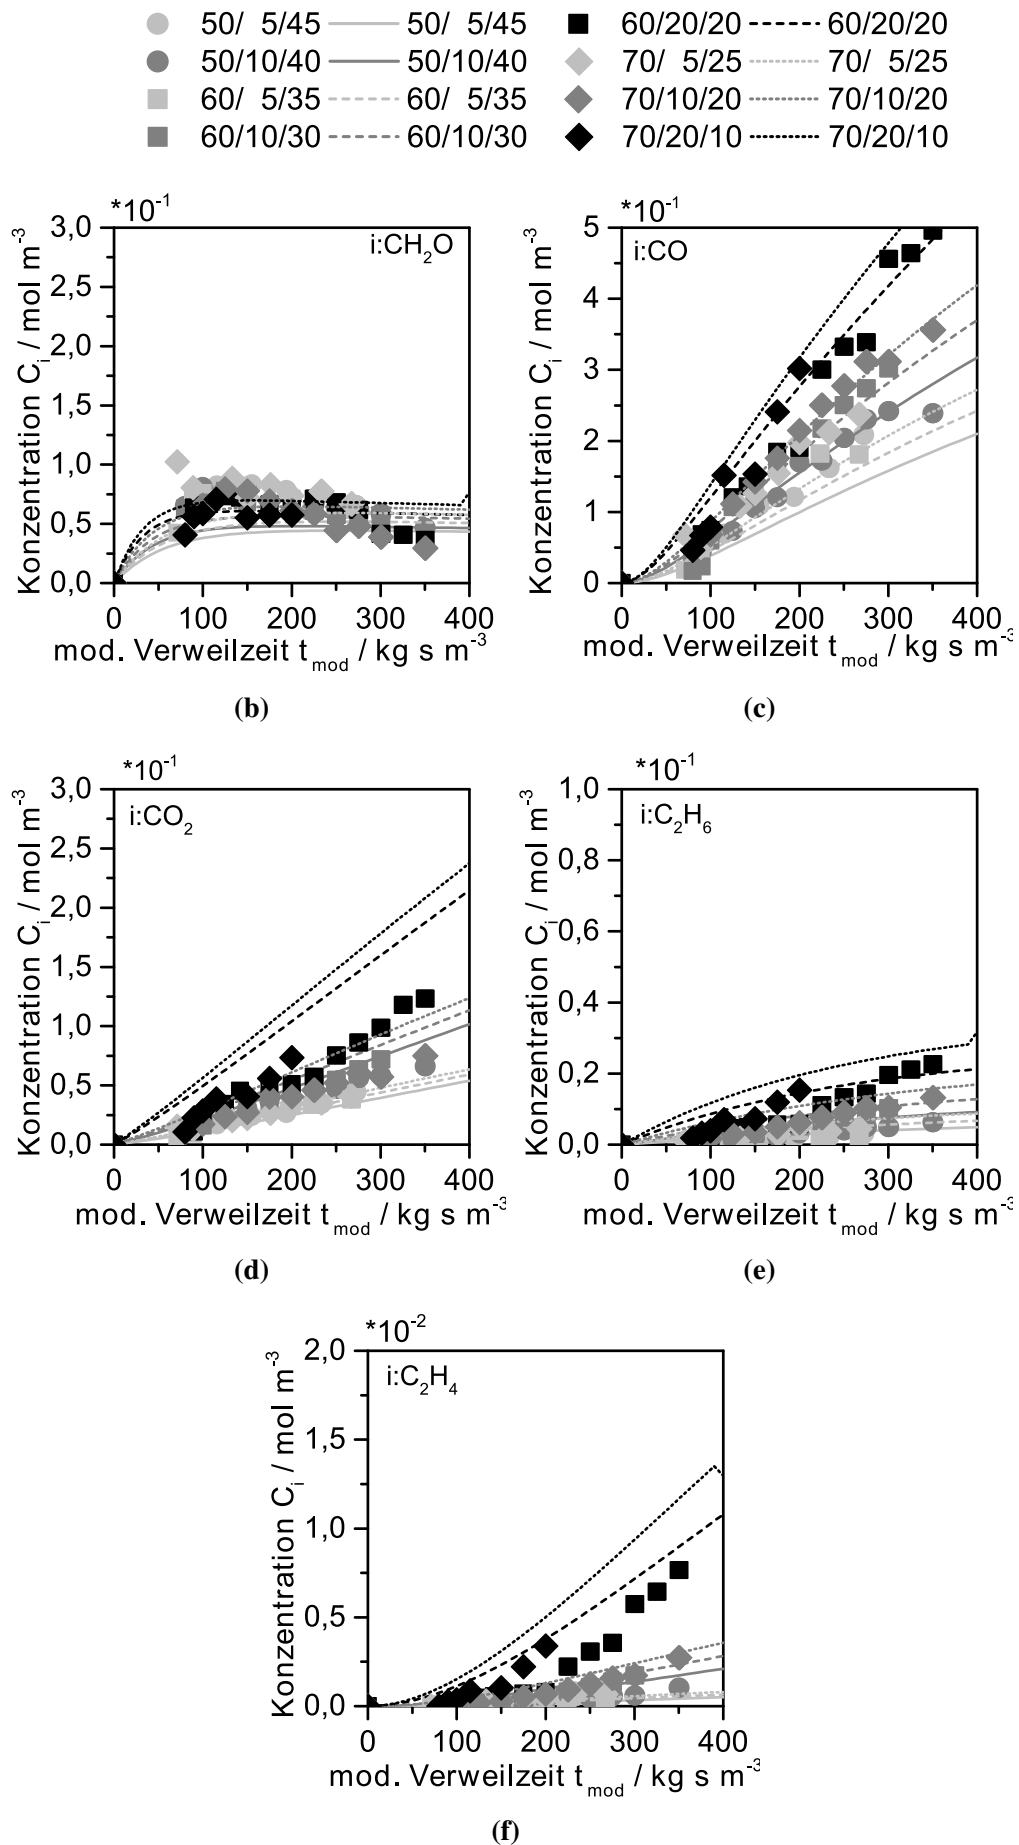 50/ 5/45 50/ 5/45 60/20/20 60/20/20
50/10/40 50/10/40 70/ 5/25 70/ 5/25
60/ 5/35 60/ 5/35 70/10/20 70/10/20
60/10/30 60/10/30 70/20/10 70/20/10
*10⁻¹
3,0
2,5
2,0
1,5
1,0
0,5
0,0
Konzentration Cᵢ / mol m⁻³
i:CH₂O
0 100 200 300 400
mod. Verweilzeit t_mod / kg s m⁻³
(b)
*10⁻¹
5
4
3
2
1
0
Konzentration Cᵢ / mol m⁻³
i:CO
0 100 200 300 400
mod. Verweilzeit t_mod / kg s m⁻³
(c)
*10⁻¹
3,0
2,5
2,0
1,5
1,0
0,5
0,0
Konzentration Cᵢ / mol m⁻³
i:CO₂
0 100 200 300 400
mod. Verweilzeit t_mod / kg s m⁻³
(d)
*10⁻¹
1,0
0,8
0,6
0,4
0,2
0,0
Konzentration Cᵢ / mol m⁻³
i:C₂H₆
0 100 200 300 400
mod. Verweilzeit t_mod / kg s m⁻³
(e)
*10⁻²
2,0
1,5
1,0
0,5
0,0
Konzentration Cᵢ / mol m⁻³
i:C₂H₄
0 100 200 300 400
mod. Verweilzeit t_mod / kg s m⁻³
(f)